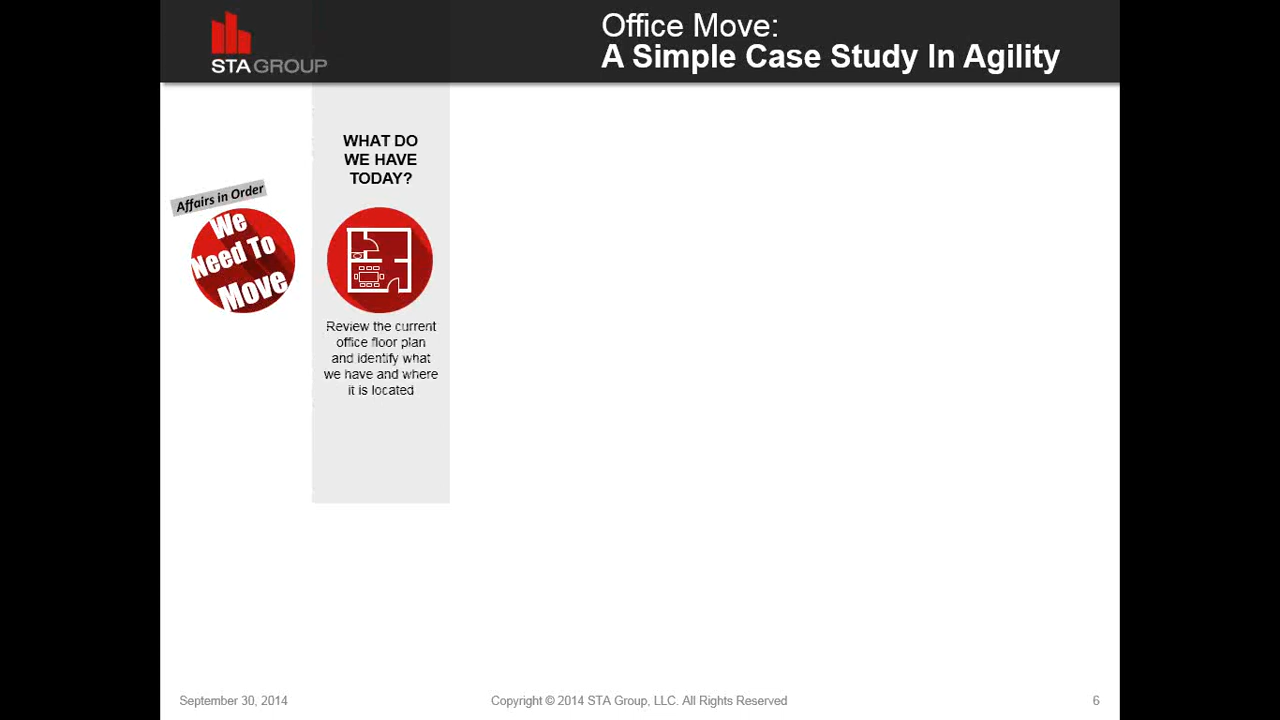 STA GROUP
Office Move:
A Simple Case Study In Agility
Affairs in Order
We
Need To
Move
WHAT DO
WE HAVE
TODAY?
Review the current
office floor plan
and identify what
we have and where
it is located
September 30, 2014
Copyright © 2014 STA Group, LLC. All Rights Reserved
6